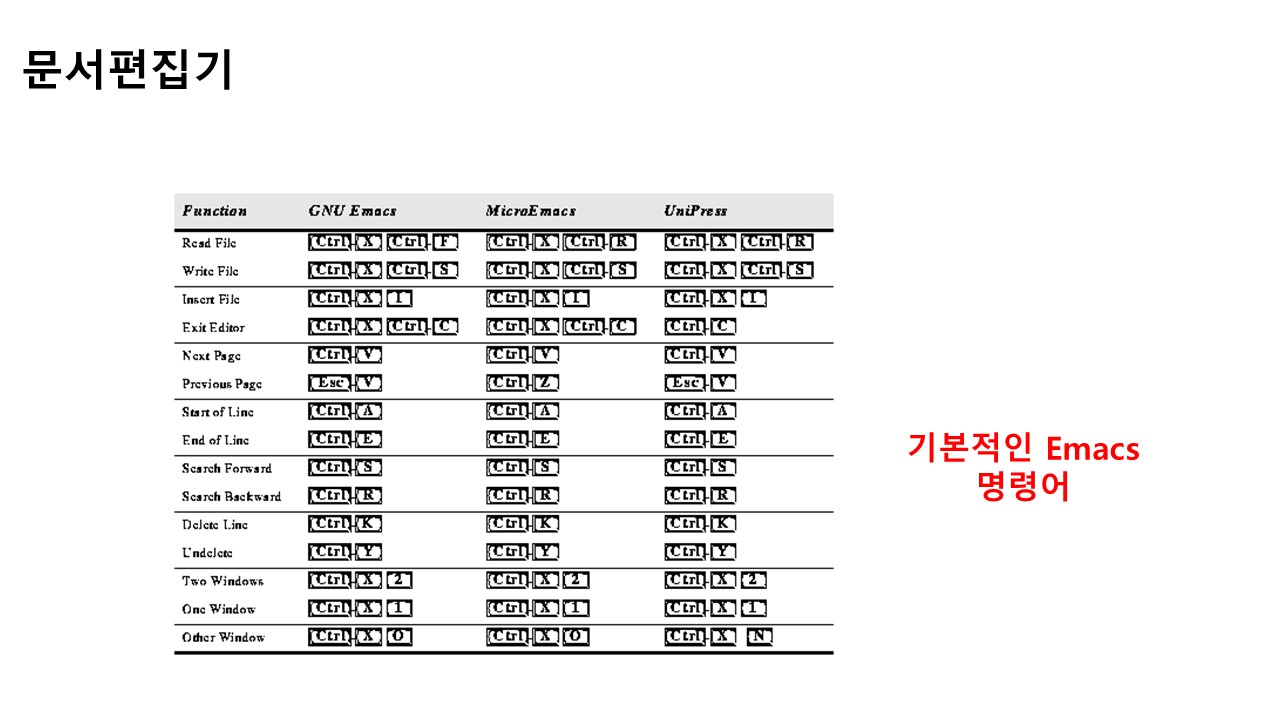 문서편집기
Function GNU Emacs MicroEmacs UniPress
Read File Ctrl-X Ctrl-F Ctrl-X Ctrl-R Ctrl-X Ctrl-R
Write File Ctrl-X Ctrl-S Ctrl-X Ctrl-S Ctrl-X Ctrl-S
Insert File Ctrl-X I Ctrl-X I Ctrl-X I
Exit Editor Ctrl-X Ctrl-C Ctrl-X Ctrl-C Ctrl-C
Next Page Ctrl-V Ctrl-V Ctrl-V
Previous Page Esc-V Ctrl-Z Esc-V
Start of Line Ctrl-A Ctrl-A Ctrl-A
End of Line Ctrl-E Ctrl-E Ctrl-E
Search Forward Ctrl-S Ctrl-S Ctrl-S
Search Backward Ctrl-R Ctrl-R Ctrl-R
Delete Line Ctrl-K Ctrl-K Ctrl-K
Undelete Ctrl-Y Ctrl-Y Ctrl-Y
Two Windows Ctrl-X 2 Ctrl-X 2 Ctrl-X 2
One Window Ctrl-X 1 Ctrl-X 1 Ctrl-X 1
Other Window Ctrl-X O Ctrl-X O Ctrl-X N
기본적인 Emacs
명령어